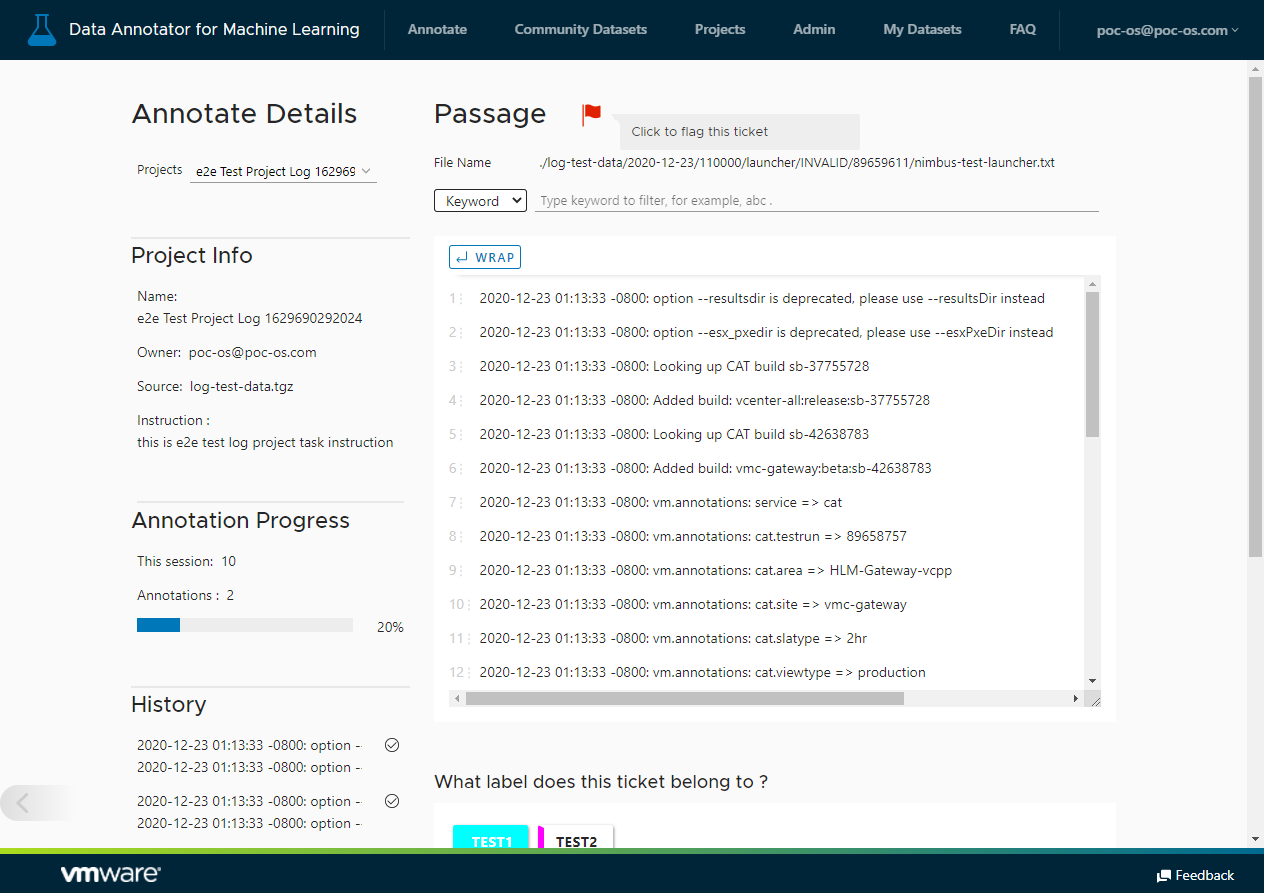 Data Annotator for Machine Learning
Annotate
Community Datasets
Projects
Admin
My Datasets
FAQ
poc-os@poc-os.com
Annotate Details
Projects
e2e Test Project Log 162969
Project Info
Name:
e2e Test Project Log 1629690292024
Owner: poc-os@poc-os.com
Source: log-test-data.tgz
Instruction :
this is e2e test log project task instruction
Annotation Progress
This session: 10
Annotations : 2
20%
History
2020-12-23 01:13:33 -0800: option -
2020-12-23 01:13:33 -0800: option -
2020-12-23 01:13:33 -0800: option -
2020-12-23 01:13:33 -0800: option -
Passage
Click to flag this ticket
File Name
./log-test-data/2020-12-23/110000/launcher/INVALID/89659611/nimbus-test-launcher.txt
Keyword
Type keyword to filter, for example, abc .
WRAP
1 2020-12-23 01:13:33 -0800: option --resultsdir is deprecated, please use --resultsDir instead
2 2020-12-23 01:13:33 -0800: option --esx_pxedir is deprecated, please use --esxPxeDir instead
3 2020-12-23 01:13:33 -0800: Looking up CAT build sb-37755728
4 2020-12-23 01:13:33 -0800: Added build: vcenter-all:release:sb-37755728
5 2020-12-23 01:13:33 -0800: Looking up CAT build sb-42638783
6 2020-12-23 01:13:33 -0800: Added build: vmc-gateway:beta:sb-42638783
7 2020-12-23 01:13:33 -0800: vm.annotations: service => cat
8 2020-12-23 01:13:33 -0800: vm.annotations: cat.testrun => 89658757
9 2020-12-23 01:13:33 -0800: vm.annotations: cat.area => HLM-Gateway-vcpp
10 2020-12-23 01:13:33 -0800: vm.annotations: cat.site => vmc-gateway
11 2020-12-23 01:13:33 -0800: vm.annotations: cat.slatype => 2hr
12 2020-12-23 01:13:33 -0800: vm.annotations: cat.viewtype => production
What label does this ticket belong to ?
TEST1
TEST2
vmware
Feedback